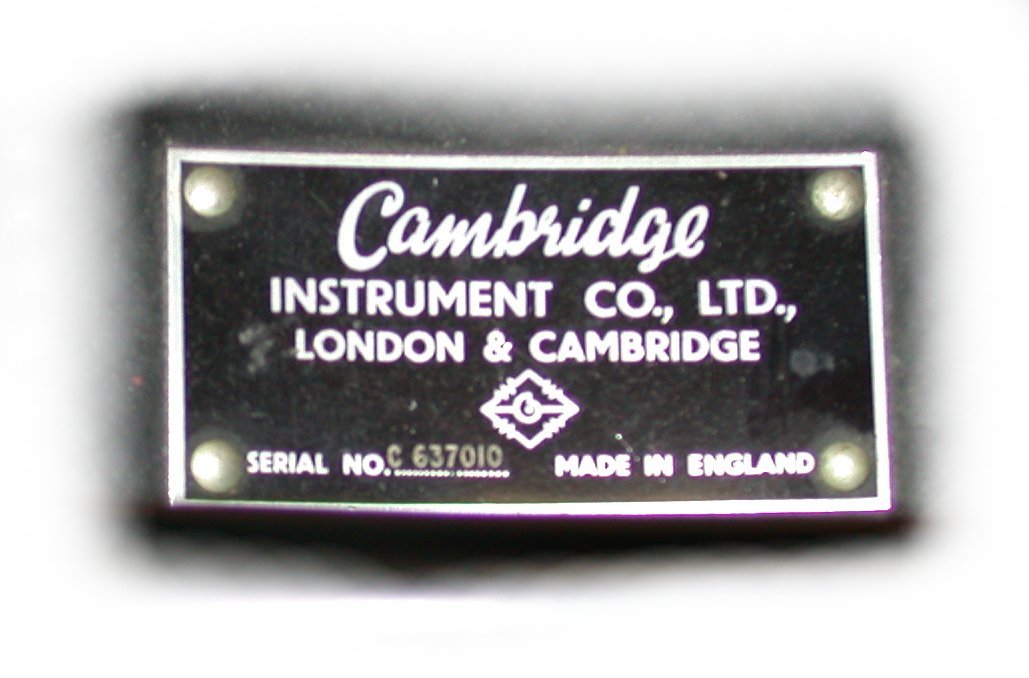 Cambridge
INSTRUMENT CO., LTD.,
LONDON & CAMBRIDGE
SERIAL NO. C 637010 MADE IN ENGLAND